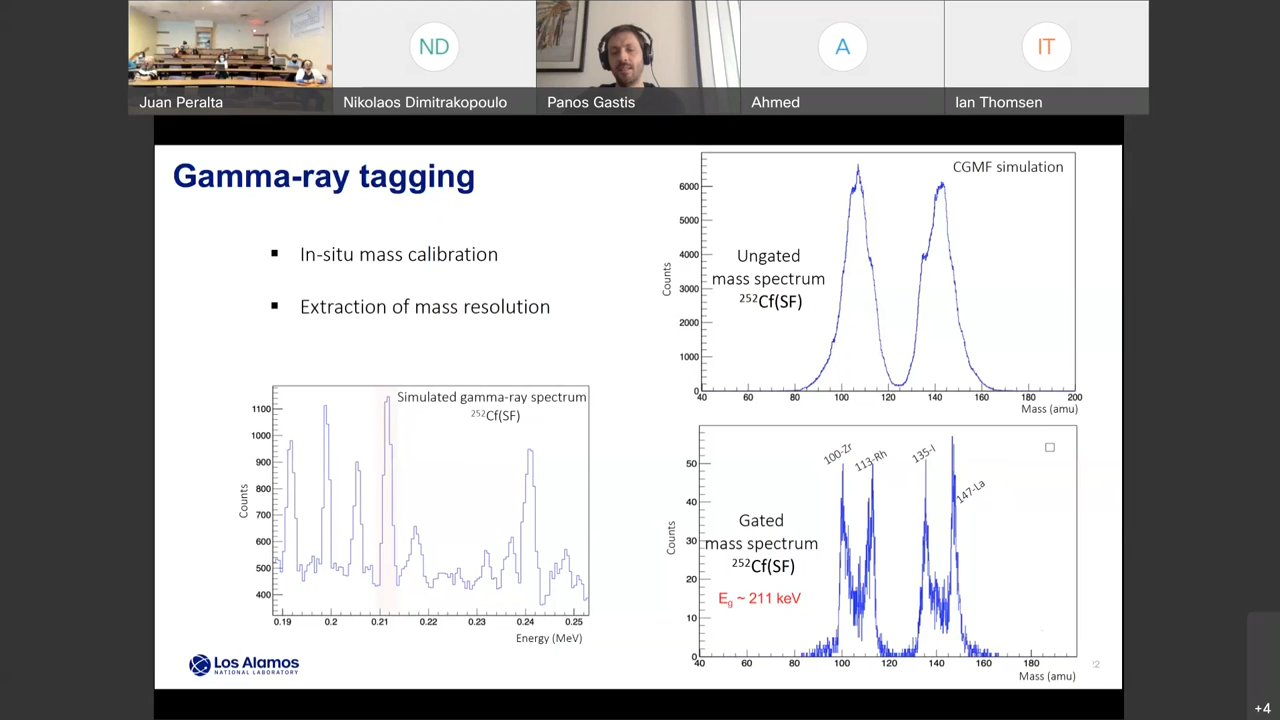 ND
A
IT
Juan Peralta
Nikolaos Dimitrakopoulo
Panos Gastis
Ahmed
Ian Thomsen
Gamma-ray tagging
▪ In-situ mass calibration
▪ Extraction of mass resolution
CGMF simulation
Ungated
mass spectrum
²⁵²Cf(SF)
Counts
6000
5000
4000
3000
2000
1000
0
40 60 80 100 120 140 160 180 200
Mass (amu)
Simulated gamma-ray spectrum
²⁵²Cf(SF)
Counts
1100
1000
900
800
700
600
500
400
0.19 0.2 0.21 0.22 0.23 0.24 0.25
Energy (MeV)
100-Zr
113-Rh
135-I
147-La
Gated
mass spectrum
²⁵²Cf(SF)
E₉ ~ 211 keV
Counts
50
40
30
20
10
0
40 60 80 100 120 140 160 180
Mass (amu)
Los Alamos
NATIONAL LABORATORY
+4